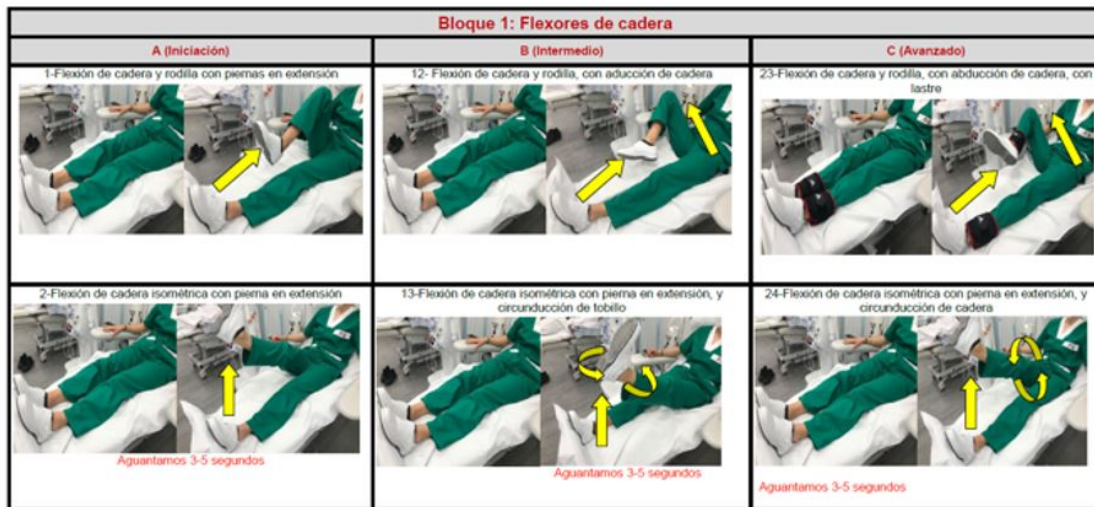 Bloque 1: Flexores de cadera
A (Iniciación)
B (Intermedio)
C (Avanzado)
1-Flexión de cadera y rodilla con piernas en extensión
12- Flexión de cadera y rodilla, con aducción de cadera
23-Flexión de cadera y rodilla, con abducción de cadera, con
lastre
2-Flexión de cadera isométrica con pierna en extensión
Aguantamos 3-5 segundos
13-Flexión de cadera isométrica con pierna en extensión, y
circunducción de tobillo
Aguantamos 3-5 segundos
24-Flexión de cadera isométrica con pierna en extensión, y
circunducción de cadera
Aguantamos 3-5 segundos